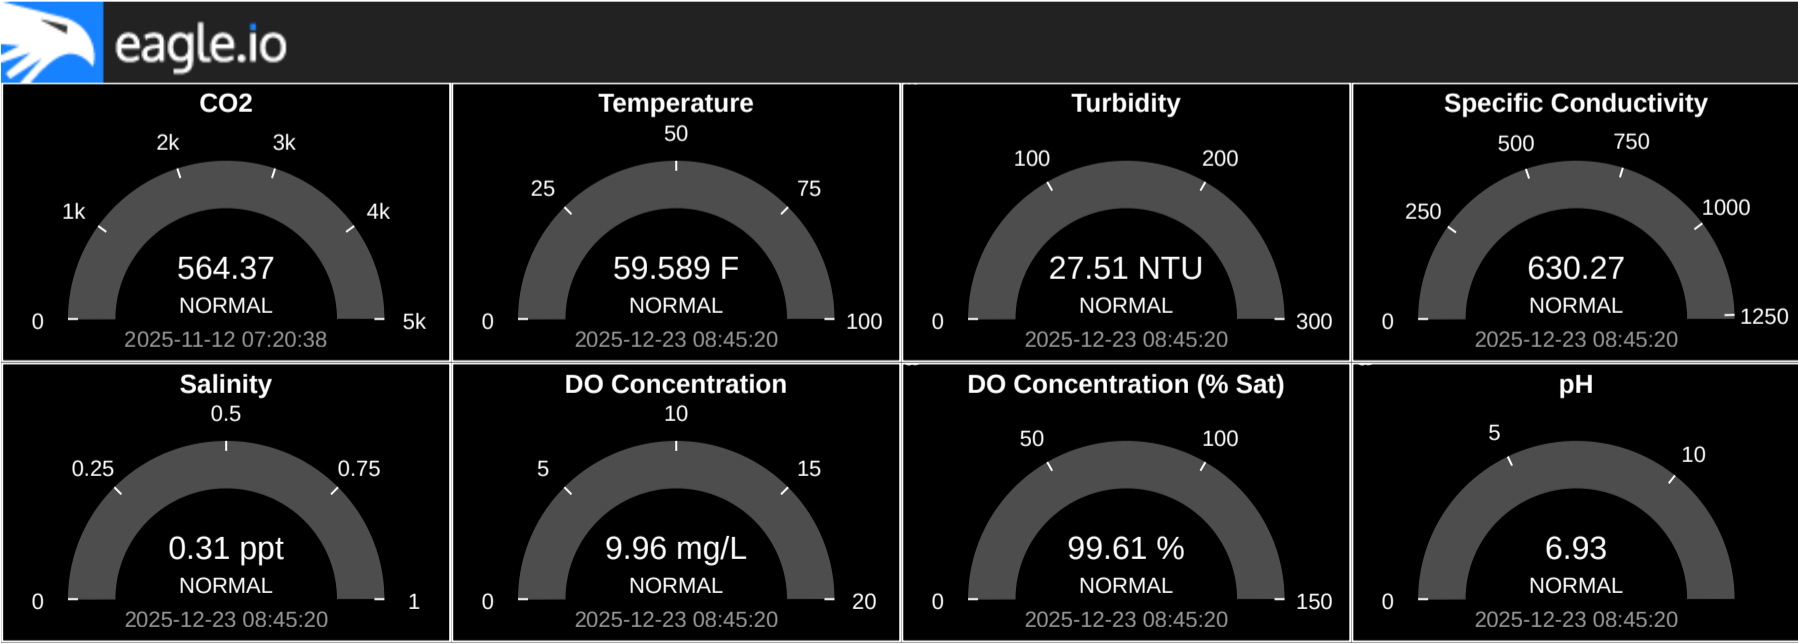 eagle.io
CO2
2k
3k
1k
4k
564.37
NORMAL
0
5k
2025-11-12 07:20:38
Temperature
50
25
75
59.589 F
NORMAL
0
100
2025-12-23 08:45:20
Turbidity
100
200
27.51 NTU
NORMAL
0
300
2025-12-23 08:45:20
Specific Conductivity
500
750
250
1000
630.27
NORMAL
0
1250
2025-12-23 08:45:20
Salinity
0.5
0.25
0.75
0.31 ppt
NORMAL
0
1
2025-12-23 08:45:20
DO Concentration
10
5
15
9.96 mg/L
NORMAL
0
20
2025-12-23 08:45:20
DO Concentration (% Sat)
50
100
99.61 %
NORMAL
0
150
2025-12-23 08:45:20
pH
5
10
6.93
NORMAL
0
2025-12-23 08:45:20